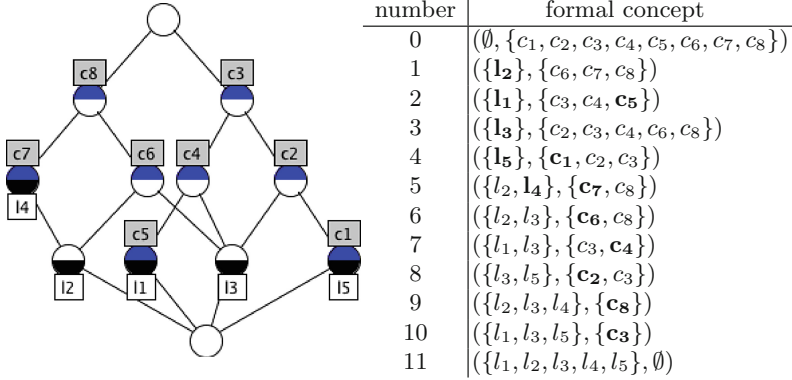 c8 c3
c7 c6 c4 c2
l4
c5 c1
l2 l1 l3 l5
number formal concept
0 (∅, {c₁, c₂, c₃, c₄, c₅, c₆, c₇, c₈})
1 ({l₂}, {c₆, c₇, c₈})
2 ({l₁}, {c₃, c₄, c₅})
3 ({l₃}, {c₂, c₃, c₄, c₆, c₈})
4 ({l₅}, {c₁, c₂, c₃})
5 ({l₂, l₄}, {c₇, c₈})
6 ({l₂, l₃}, {c₆, c₈})
7 ({l₁, l₃}, {c₃, c₄})
8 ({l₃, l₅}, {c₂, c₃})
9 ({l₂, l₃, l₄}, {c₈})
10 ({l₁, l₃, l₅}, {c₃})
11 ({l₁, l₂, l₃, l₄, l₅}, ∅)